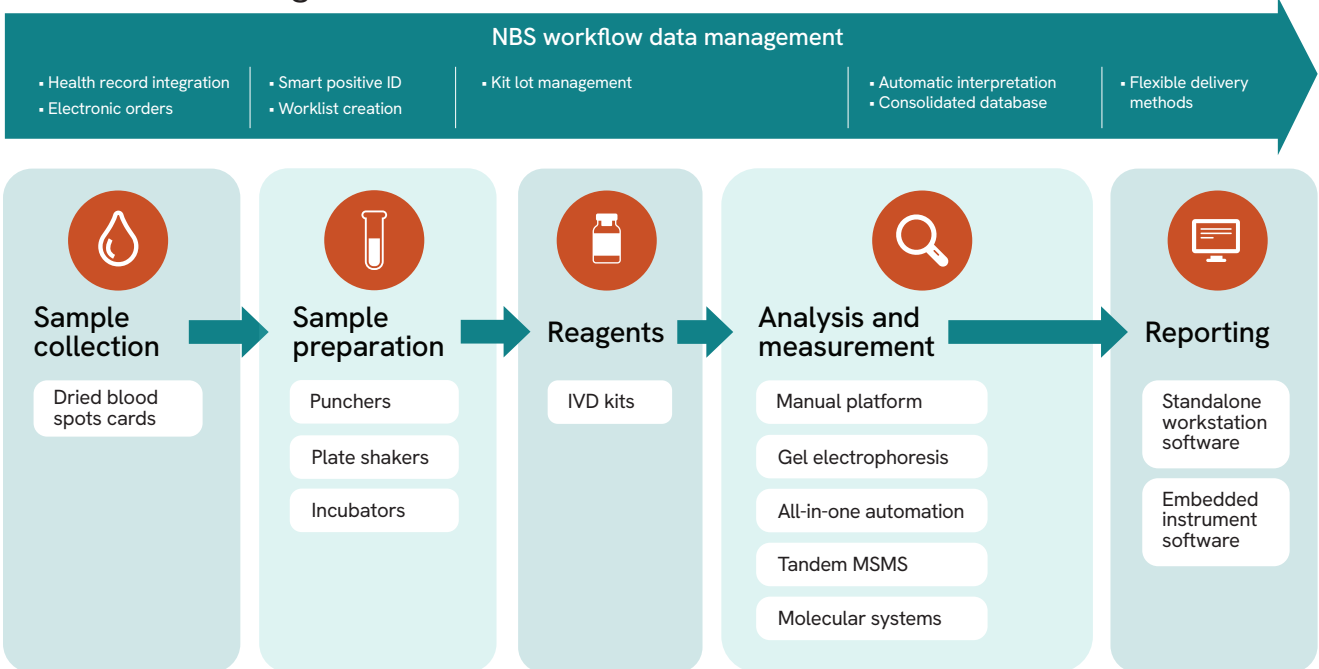 NBS workflow data management
▪ Health record integration
▪ Electronic orders
▪ Smart positive ID
▪ Worklist creation
▪ Kit lot management
▪ Automatic interpretation
▪ Consolidated database
▪ Flexible delivery
methods
Sample
collection
Dried blood
spots cards
Sample
preparation
Punchers
Plate shakers
Incubators
Reagents
IVD kits
Analysis and
measurement
Manual platform
Gel electrophoresis
All-in-one automation
Tandem MSMS
Molecular systems
Reporting
Standalone
workstation
software
Embedded
instrument
software